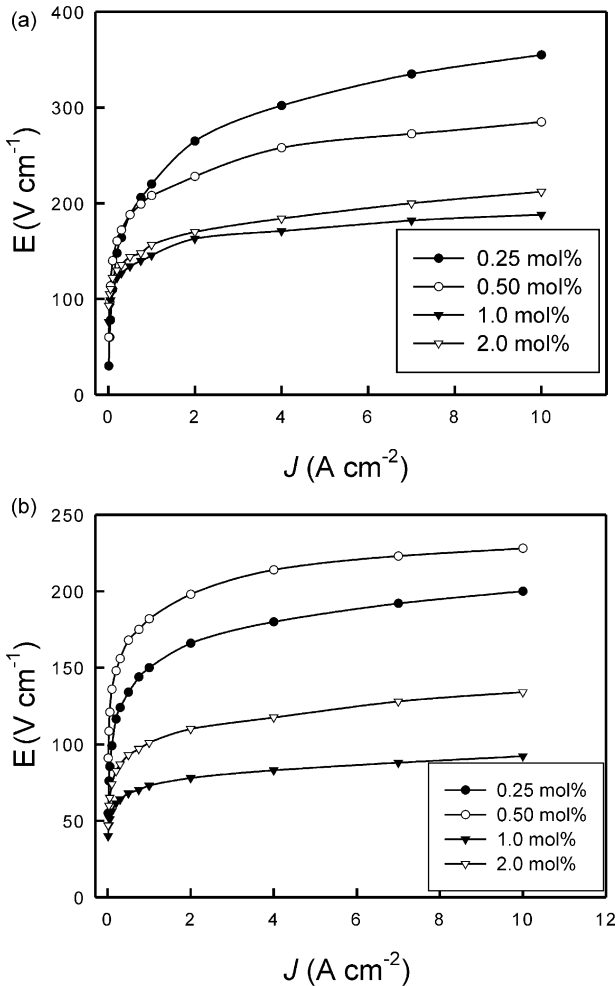 (a)
400
300
200
100
0
E (V cm⁻¹)
0.25 mol%
0.50 mol%
1.0 mol%
2.0 mol%
0 2 4 6 8 10
J (A cm⁻²)
(b)
250
200
150
100
50
0
E (V cm⁻¹)
0.25 mol%
0.50 mol%
1.0 mol%
2.0 mol%
0 2 4 6 8 10 12
J (A cm⁻²)